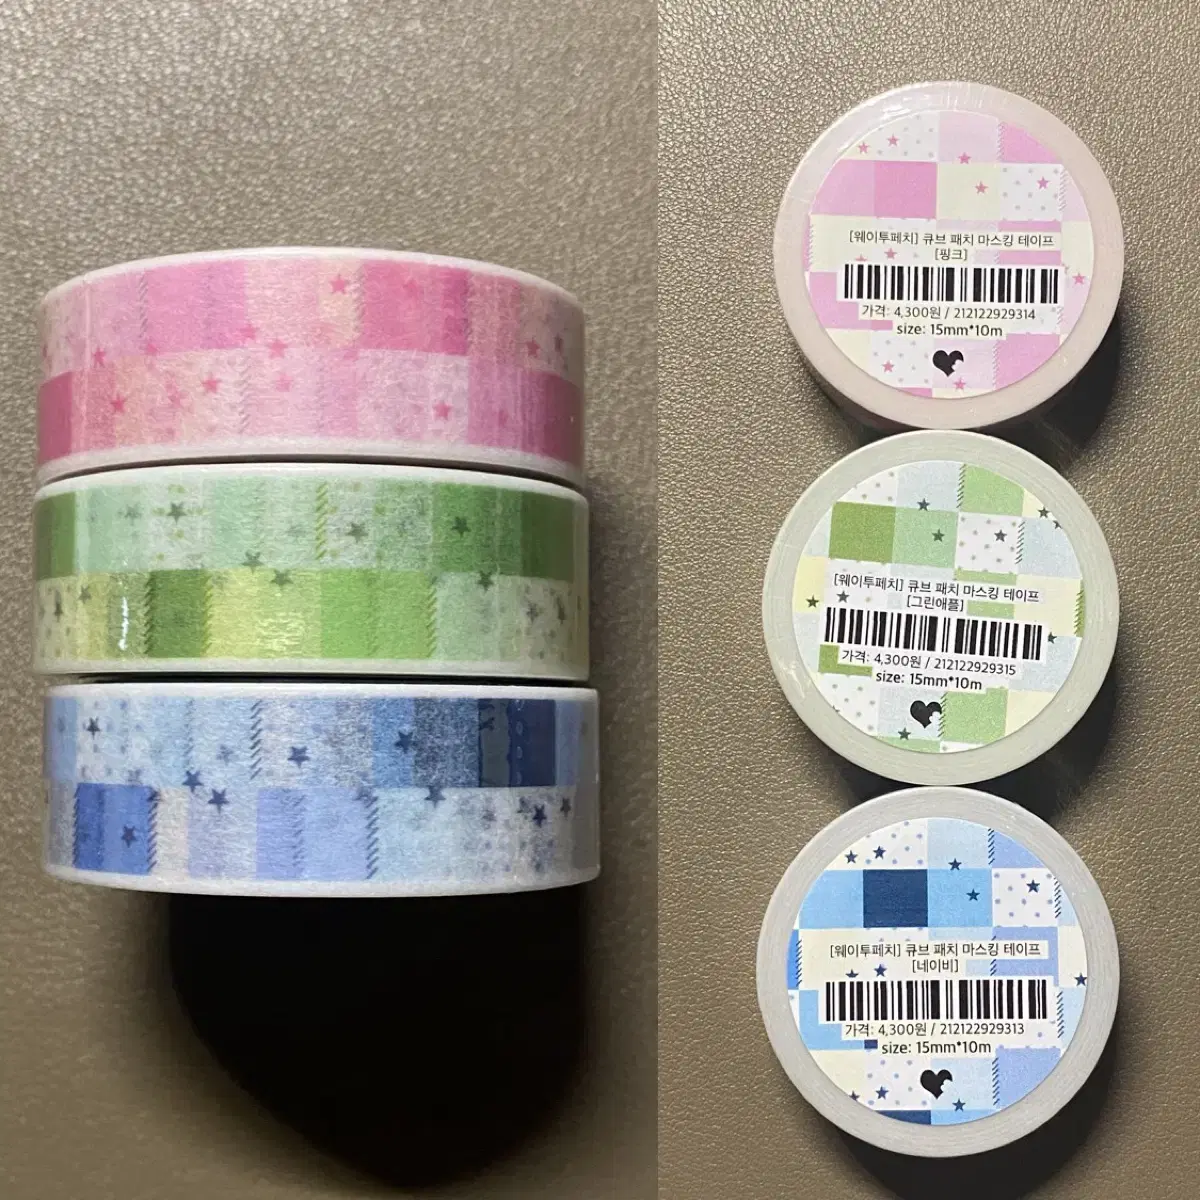 [웨이투페치] 큐브 패치 마스킹 테이프
[핑크]
가격: 4,300원 / 212122929314
size: 15mm*10m
[웨이투페치] 큐브 패치 마스킹 테이프
[그린애플]
가격: 4,300원 / 212122929315
size: 15mm*10m
[웨이투페치] 큐브 패치 마스킹 테이프
[네이비]
가격: 4,300원 / 212122929313
size: 15mm*10m